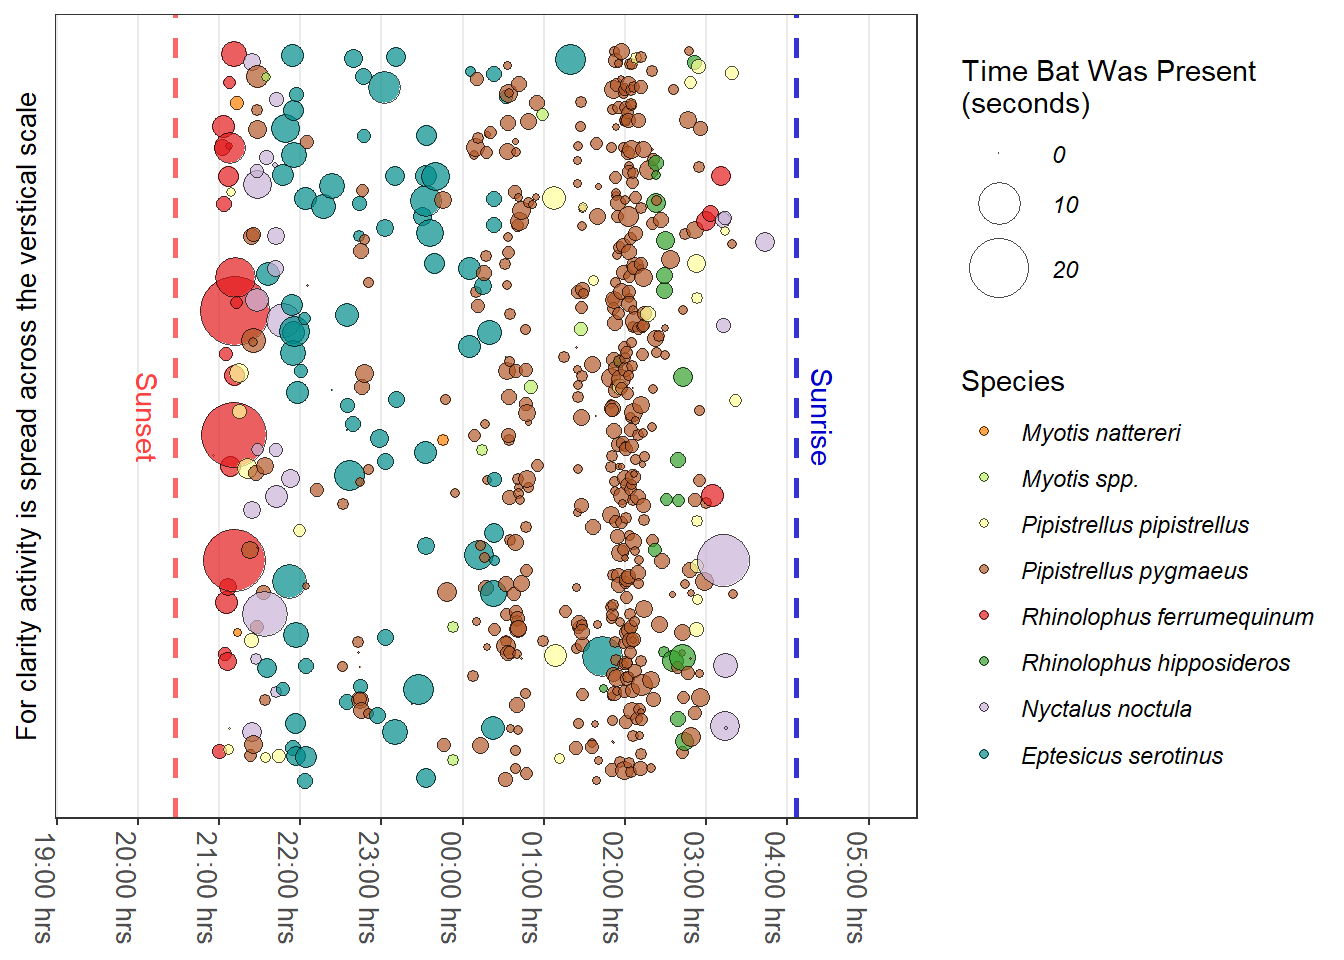 For clarity activity is spread across the verstical scale
Sunset
Sunrise
19:00 hrs
20:00 hrs
21:00 hrs
22:00 hrs
23:00 hrs
00:00 hrs
01:00 hrs
02:00 hrs
03:00 hrs
04:00 hrs
05:00 hrs
Time Bat Was Present
(seconds)
0
10
20
Species
Myotis nattereri
Myotis spp.
Pipistrellus pipistrellus
Pipistrellus pygmaeus
Rhinolophus ferrumequinum
Rhinolophus hipposideros
Nyctalus noctula
Eptesicus serotinus